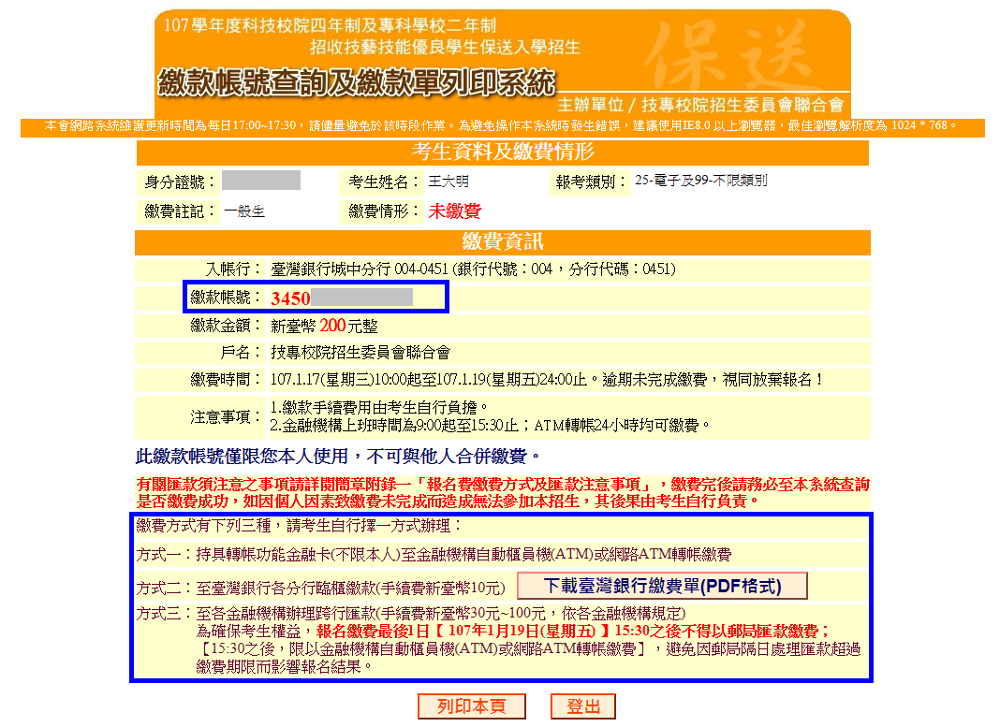 107學年度科技校院四年制及專科學校二年制
招收技藝技能優良學生保送入學招生
保送
繳款帳號查詢及繳款單列印系統
主辦單位 / 技專校院招生委員會聯合會
本會網路系統維護更新時間為每日17:00~17:30，請儘量避免於該時段作業。為避免操作本系統時發生錯誤，建議使用IE8.0 以上瀏覽器，最佳瀏覽解析度為 1024 * 768。
考生資料及繳費情形
身分證號： 考生姓名： 王大明 報考類別： 25-電子及99-不限類別
繳費註記： 一般生 繳費情形： 未繳費
繳費資訊
入帳行： 臺灣銀行城中分行 004-0451 (銀行代號：004，分行代碼：0451)
繳款帳號： 3450
繳款金額： 新臺幣 200 元整
戶名： 技專校院招生委員會聯合會
繳費時間： 107.1.17(星期三)10:00起至107.1.19(星期五)24:00止。逾期未完成繳費，視同放棄報名！
注意事項： 1.繳款手續費用由考生自行負擔。
2.金融機構上班時間為9:00起至15:30止；ATM轉帳24小時均可繳費。
此繳款帳號僅限您本人使用，不可與他人合併繳費。
有關匯款須注意之事項請詳閱簡章附錄一「報名費繳費方式及匯款注意事項」，繳費完後請務必至本系統查詢
是否繳費成功，如因個人因素致繳費未完成而造成無法參加本招生，其後果由考生自行負責。
繳費方式有下列三種，請考生自行擇一方式辦理：
方式一：持具轉帳功能金融卡(不限本人)至金融機構自動櫃員機(ATM)或網路ATM轉帳繳費
方式二：至臺灣銀行各分行臨櫃繳款(手續費新臺幣10元) 下載臺灣銀行繳費單(PDF格式)
方式三：至各金融機構辦理跨行匯款(手續費新臺幣30元~100元，依各金融機構規定)
為確保考生權益，報名繳費最後1日【 107年1月19日(星期五) 】15:30之後不得以郵局匯款繳費；
【15:30之後，限以金融機構自動櫃員機(ATM)或網路ATM轉帳繳費】，避免因郵局隔日處理匯款超過
繳費期限而影響報名結果。
列印本頁 登出